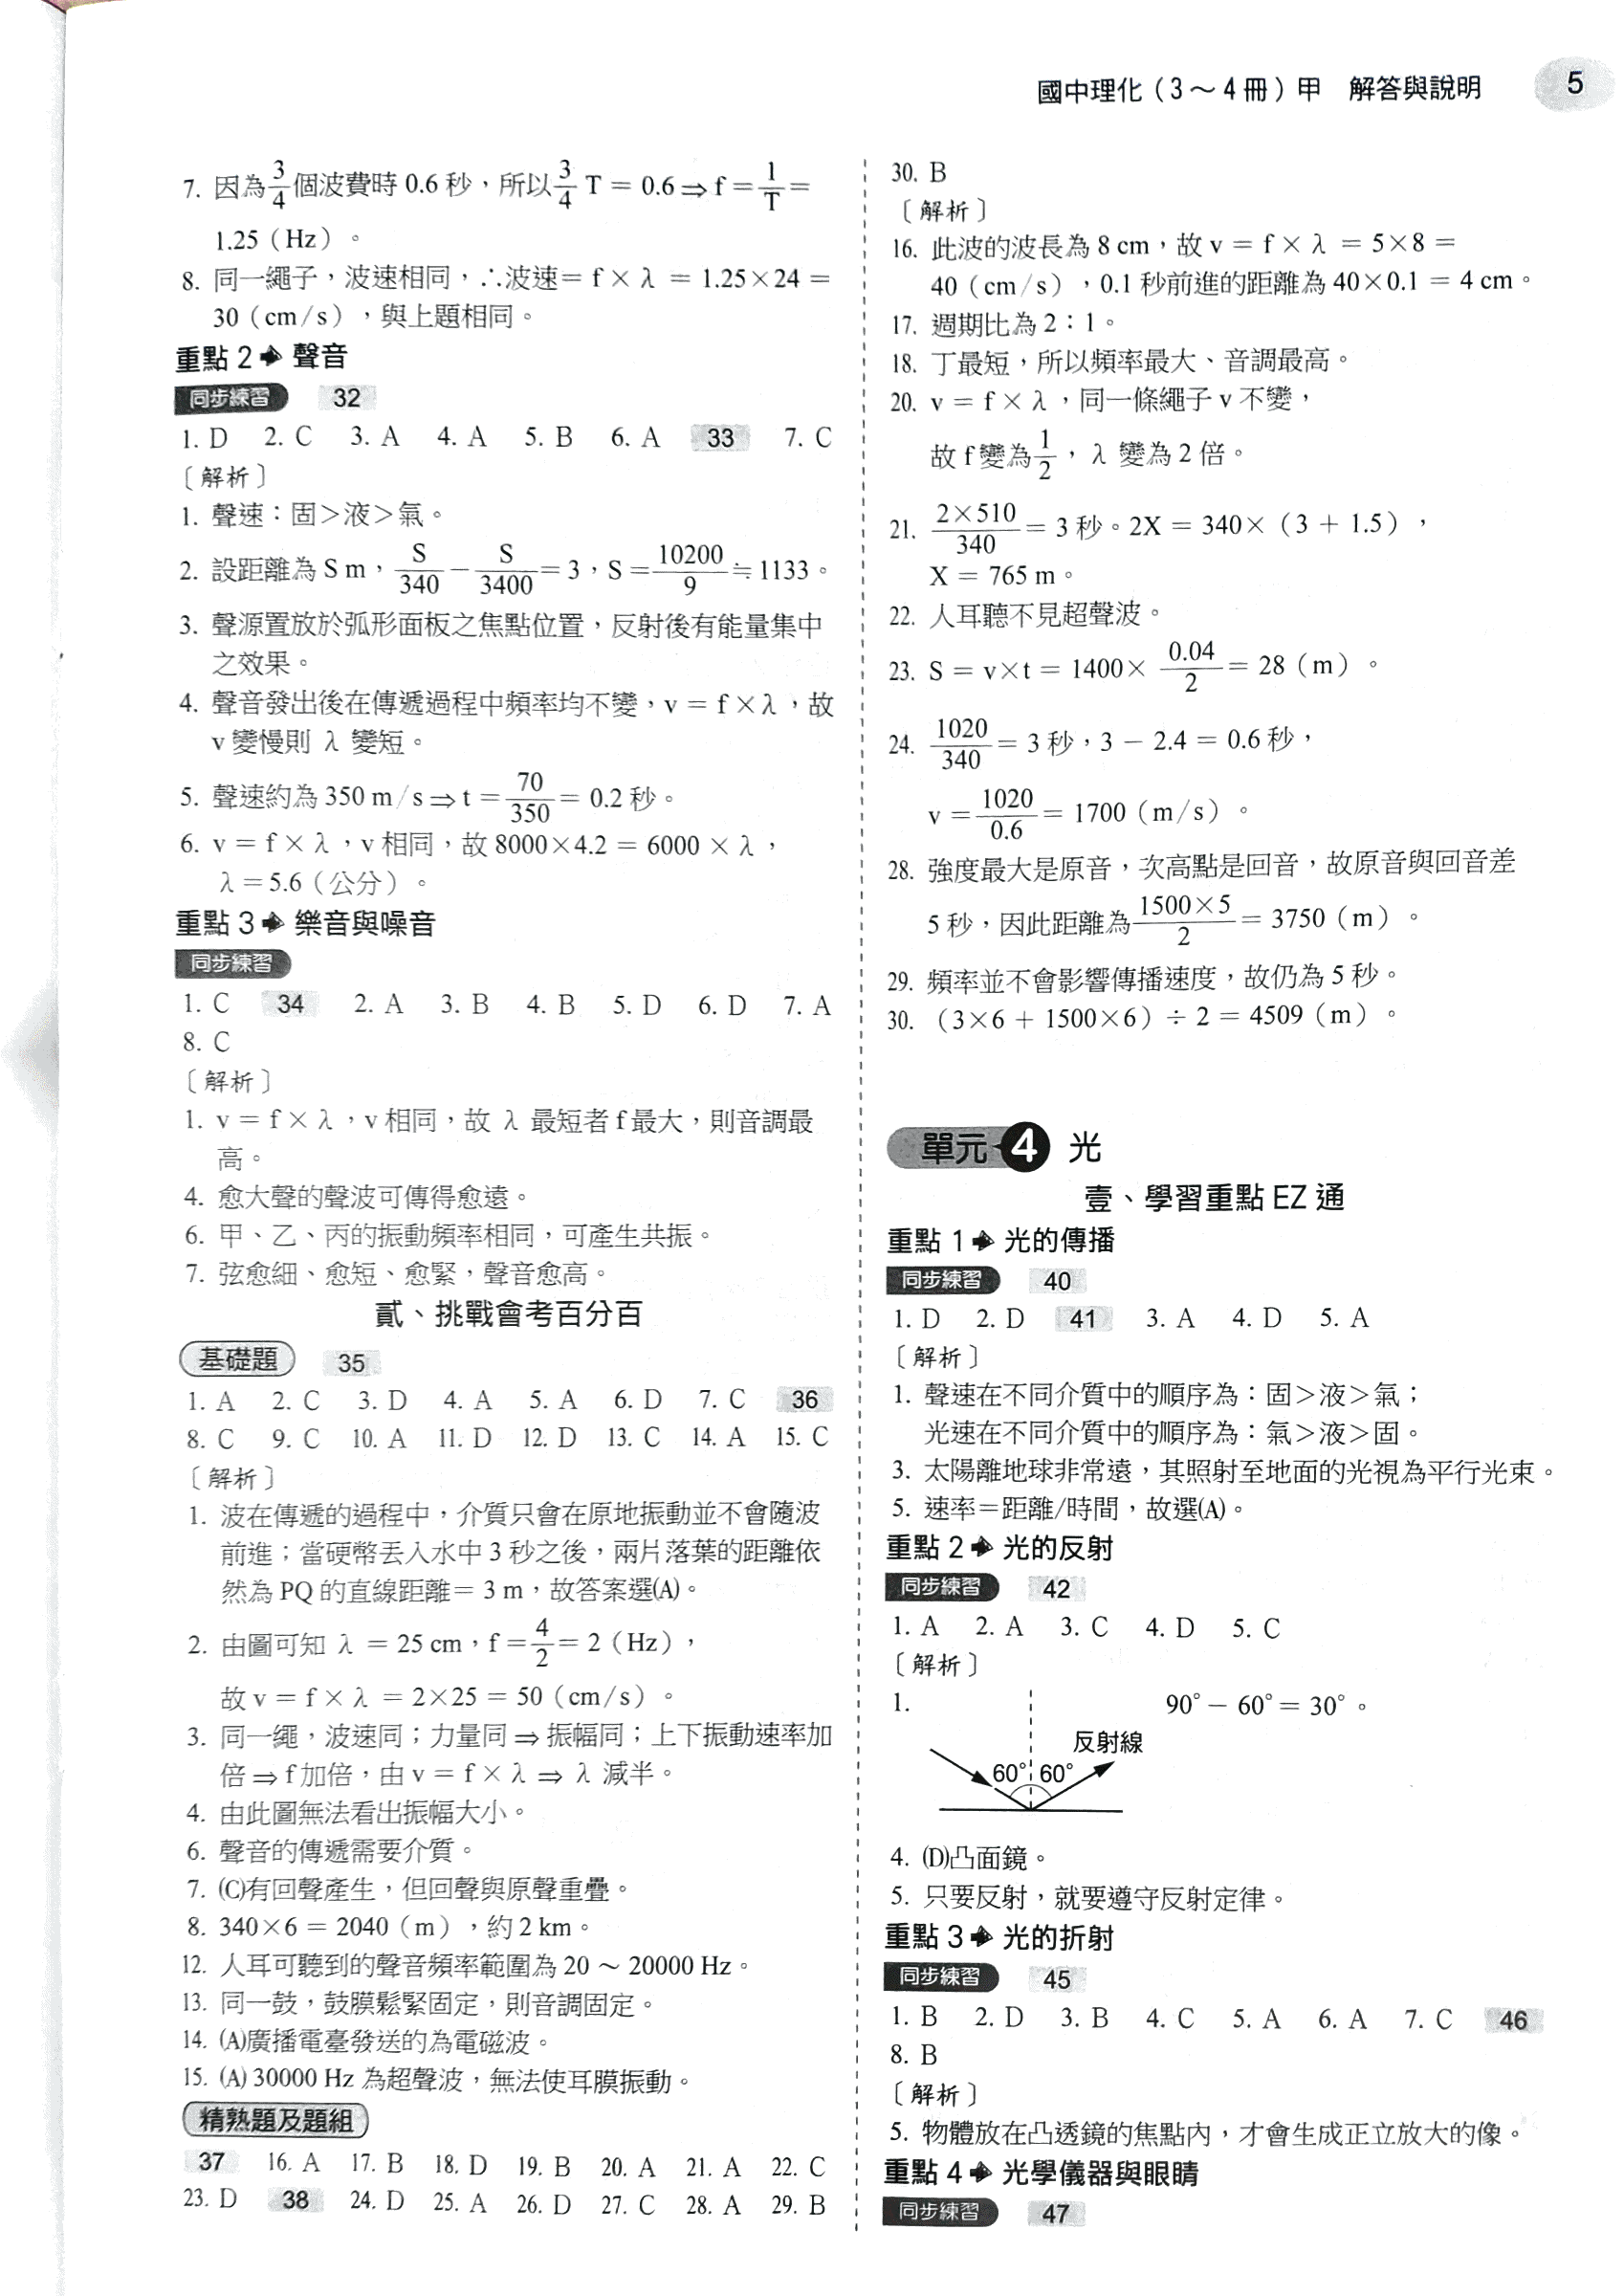 國中理化（3～4冊）甲　解答與說明　5
7. 因為3/4個波費時 0.6 秒，所以3/4 T = 0.6⇒f = 1/T =
1.25（Hz）。
8. 同一繩子，波速相同，∴波速= f × λ = 1.25×24 =
30（cm/s），與上題相同。
重點 2 聲音
同步練習 32
1. D 2. C 3. A 4. A 5. B 6. A 33 7. C
〔解析〕
1. 聲速：固>液>氣。
2. 設距離為 S m，S/340 − S/3400 = 3，S = 10200/9 ≒ 1133。
3. 聲源置放於弧形面板之焦點位置，反射後有能量集中
之效果。
4. 聲音發出後在傳遞過程中頻率均不變，v = f ×λ，故
v 變慢則 λ 變短。
5. 聲速約為 350 m/s⇒t = 70/350 = 0.2 秒。
6. v = f × λ，v 相同，故 8000×4.2 = 6000 × λ，
λ =5.6（公分）。
重點 3 樂音與噪音
同步練習
1. C 34 2. A 3. B 4. B 5. D 6. D 7. A
8. C
〔解析〕
1. v = f × λ，v 相同，故 λ 最短者 f 最大，則音調最
高。
4. 愈大聲的聲波可傳得愈遠。
6. 甲、乙、丙的振動頻率相同，可產生共振。
7. 弦愈細、愈短、愈緊，聲音愈高。
貳、挑戰會考百分百
基礎題 35
1. A 2. C 3. D 4. A 5. A 6. D 7. C 36
8. C 9. C 10. A 11. D 12. D 13. C 14. A 15. C
〔解析〕
1. 波在傳遞的過程中，介質只會在原地振動並不會隨波
前進；當硬幣丟入水中 3 秒之後，兩片落葉的距離依
然為 PQ 的直線距離= 3 m，故答案選(A)。
2. 由圖可知 λ = 25 cm，f = 4/2 = 2（Hz），
故 v = f × λ = 2×25 = 50（cm/s）。
3. 同一繩，波速同；力量同⇒振幅同；上下振動速率加
倍⇒f 加倍，由 v = f × λ ⇒ λ 減半。
4. 由此圖無法看出振幅大小。
6. 聲音的傳遞需要介質。
7. (C)有回聲產生，但回聲與原聲重疊。
8. 340×6 = 2040（m），約 2 km。
12. 人耳可聽到的聲音頻率範圍為 20 ～ 20000 Hz。
13. 同一鼓，鼓膜鬆緊固定，則音調固定。
14. (A)廣播電臺發送的為電磁波。
15. (A) 30000 Hz 為超聲波，無法使耳膜振動。
精熟題及題組
37 16. A 17. B 18. D 19. B 20. A 21. A 22. C
23. D 38 24. D 25. A 26. D 27. C 28. A 29. B
30. B
〔解析〕
16. 此波的波長為 8 cm，故 v = f × λ = 5×8 =
40（cm/s），0.1 秒前進的距離為 40×0.1 = 4 cm。
17. 週期比為 2：1。
18. 丁最短，所以頻率最大、音調最高。
20. v = f × λ，同一條繩子 v 不變，
故 f 變為1/2，λ 變為 2 倍。
21. 2×510/340 = 3 秒。2X = 340×（3 + 1.5），
X = 765 m。
22. 人耳聽不見超聲波。
23. S = v×t = 1400× 0.04/2 = 28（m）。
24. 1020/340 = 3 秒，3 − 2.4 = 0.6 秒，
v = 1020/0.6 = 1700（m/s）。
28. 強度最大是原音，次高點是回音，故原音與回音差
5 秒，因此距離為1500×5/2 = 3750（m）。
29. 頻率並不會影響傳播速度，故仍為 5 秒。
30. （3×6 + 1500×6）÷ 2 = 4509（m）。
單元 4 光
壹、學習重點 EZ 通
重點 1 光的傳播
同步練習 40
1. D 2. D 41 3. A 4. D 5. A
〔解析〕
1. 聲速在不同介質中的順序為：固>液>氣；
光速在不同介質中的順序為：氣>液>固。
3. 太陽離地球非常遠，其照射至地面的光視為平行光束。
5. 速率=距離/時間，故選(A)。
重點 2 光的反射
同步練習 42
1. A 2. A 3. C 4. D 5. C
〔解析〕
1. 90° − 60° = 30°。
反射線
60° 60°
4. (D)凸面鏡。
5. 只要反射，就要遵守反射定律。
重點 3 光的折射
同步練習 45
1. B 2. D 3. B 4. C 5. A 6. A 7. C 46
8. B
〔解析〕
5. 物體放在凸透鏡的焦點內，才會生成正立放大的像。
重點 4 光學儀器與眼睛
同步練習 47